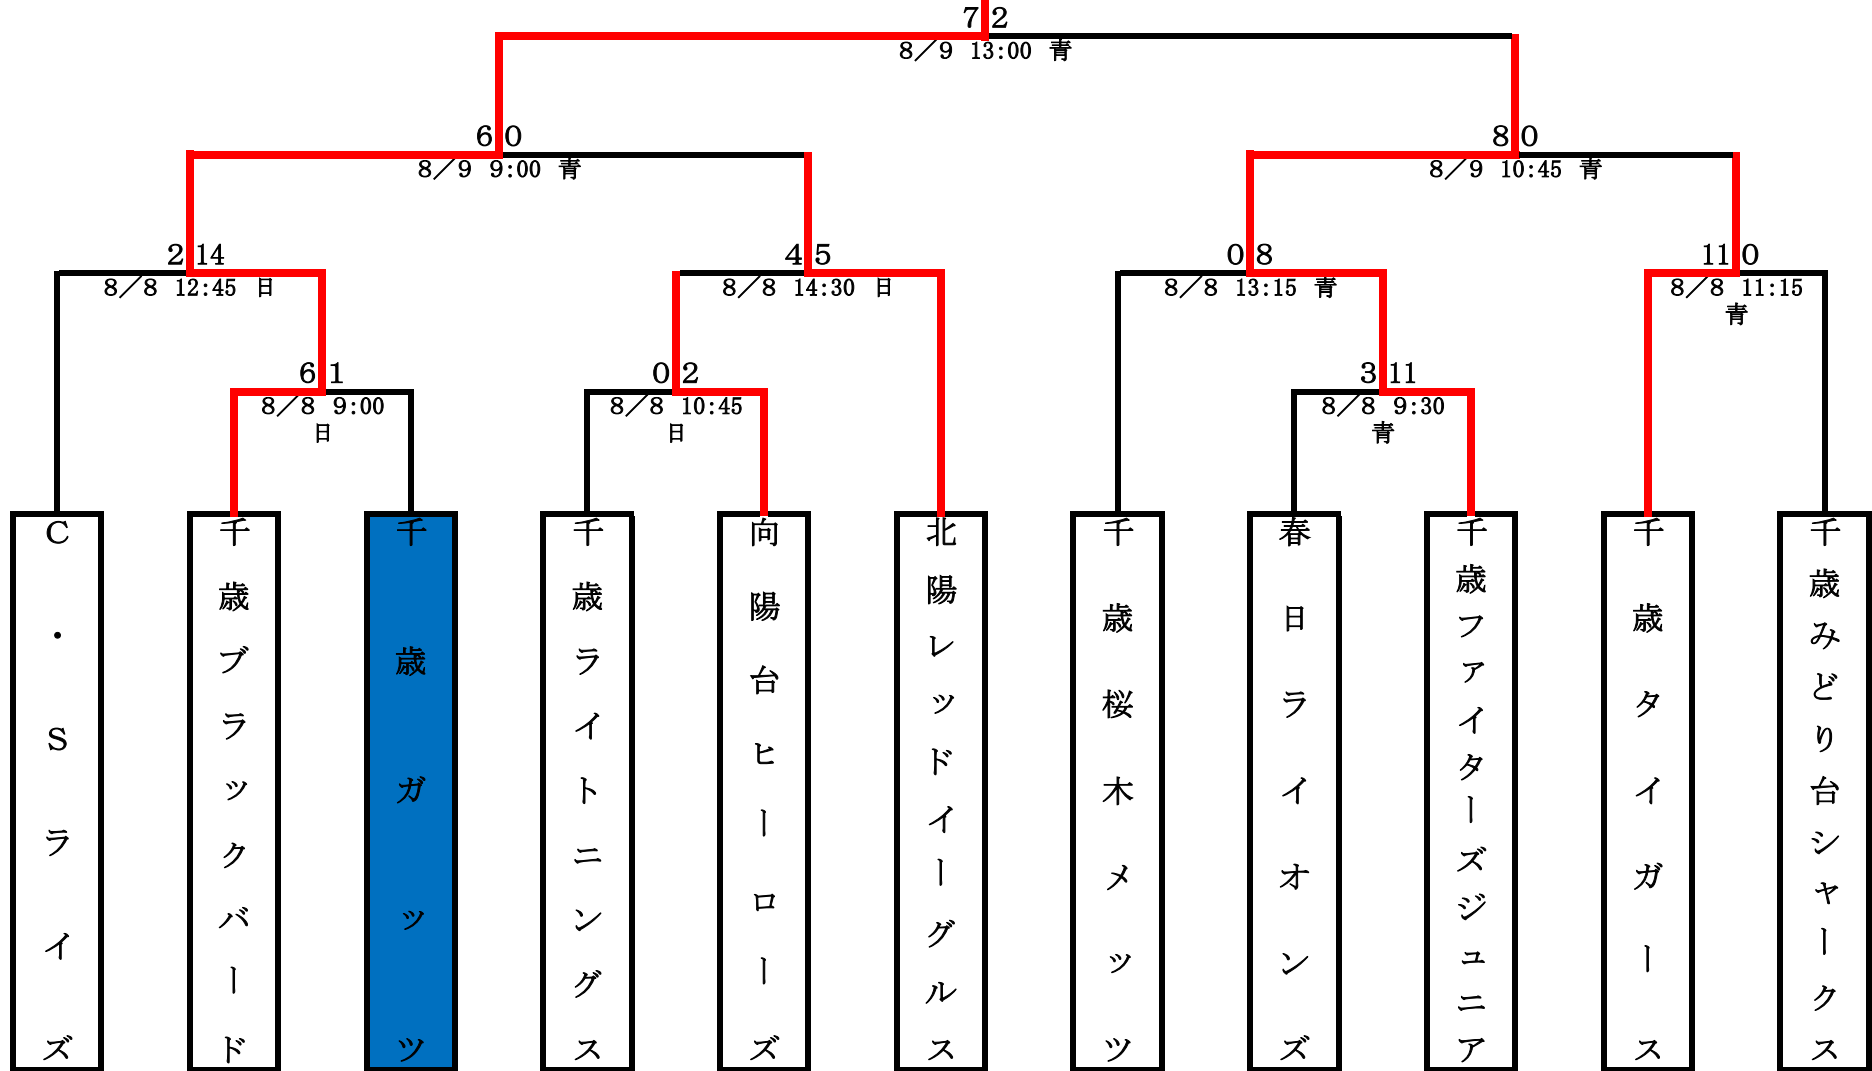 7 2
8／9 13:00 青
6 0
8／9 9:00 青
8 0
8／9 10:45 青
2 14
8／8 12:45 日
4 5
8／8 14:30 日
0 8
8／8 13:15 青
11 0
8／8 11:15
青
6 1
8／8 9:00
日
0 2
8／8 10:45
日
3 11
8／8 9:30
青
C・Sライズ
千歳ブラックバード
千歳ガッツ
千歳ライトニングス
向陽台ヒーローズ
北陽レッドイーグルス
千歳桜木メッツ
春日ライオンズ
千歳ファイターズジュニア
千歳タイガース
千歳みどり台シャークス